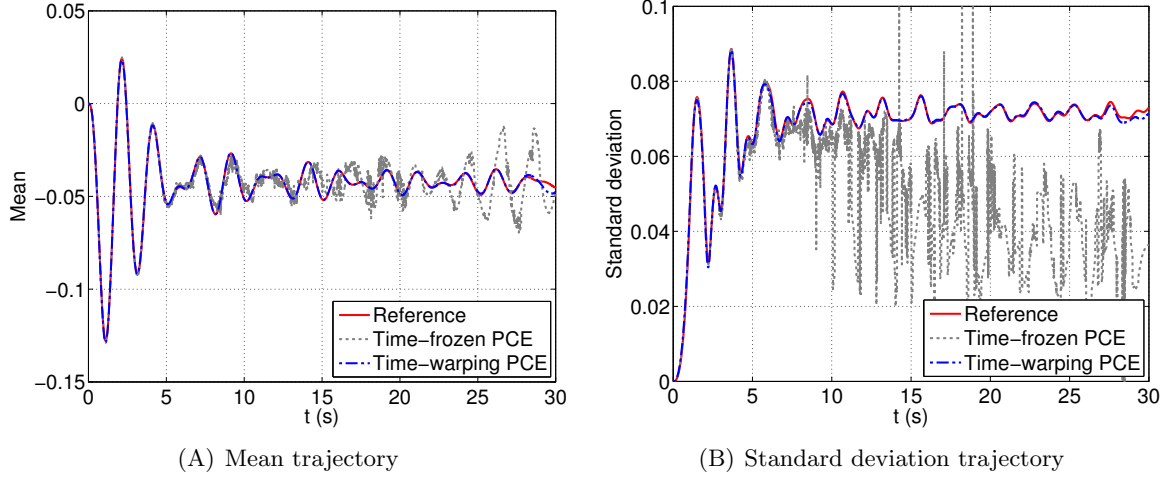 0.05
0
−0.05
−0.1
−0.15
Mean
0 5 10 15 20 25 30
t (s)
Reference
Time−frozen PCE
Time−warping PCE
(A) Mean trajectory
0.1
0.08
0.06
0.04
0.02
0
Standard deviation
0 5 10 15 20 25 30
t (s)
Reference
Time−frozen PCE
Time−warping PCE
(B) Standard deviation trajectory